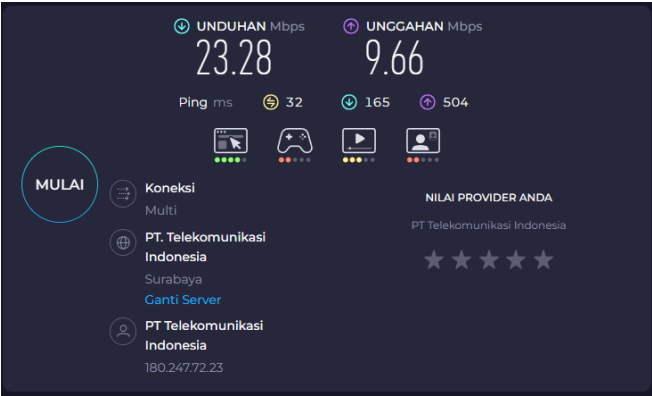 UNDUHAN Mbps
UNGGAHAN Mbps
23.28
9.66
Ping ms 32 165 504
MULAI
Koneksi
Multi
PT. Telekomunikasi
Indonesia
Surabaya
Ganti Server
PT Telekomunikasi
Indonesia
180.247.72.23
NILAI PROVIDER ANDA
PT Telekomunikasi Indonesia